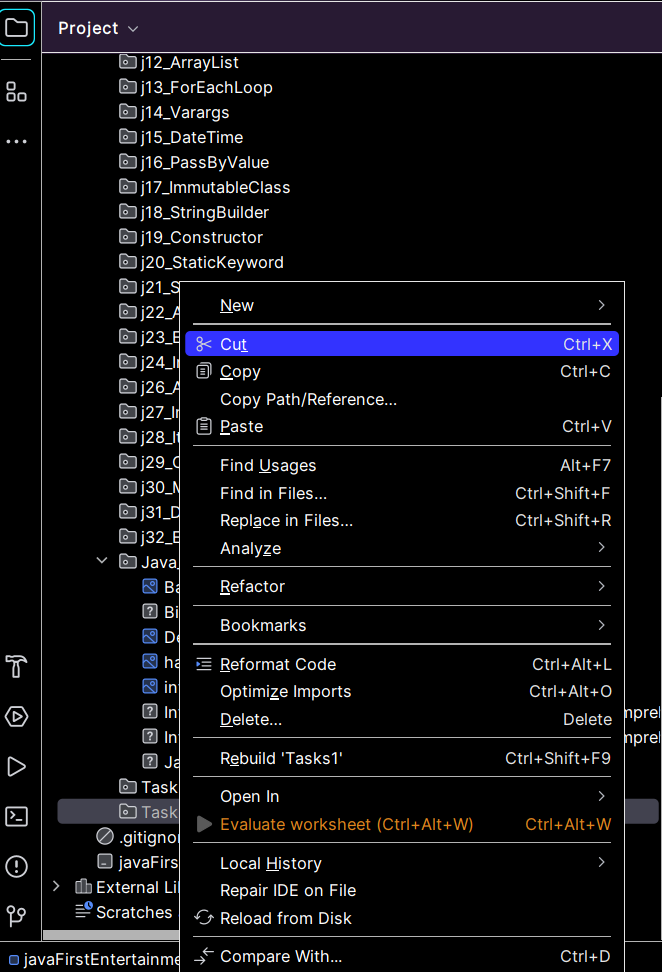 Project
j12_ArrayList
j13_ForEachLoop
j14_Varargs
j15_DateTime
j16_PassByValue
j17_ImmutableClass
j18_StringBuilder
j19_Constructor
j20_StaticKeyword
j21_S
j22_A
j23_E
j24_I
j26_A
j27_I
j28_It
j29_C
j30_M
j31_D
j32_E
Java_
Ba
Bi
De
ha
in
In
In
Ja
Task
Task
.gitigno
javaFirs
External Li
Scratches
javaFirstEntertainme
New
Cut Ctrl+X
Copy Ctrl+C
Copy Path/Reference...
Paste Ctrl+V
Find Usages Alt+F7
Find in Files... Ctrl+Shift+F
Replace in Files... Ctrl+Shift+R
Analyze
Refactor
Bookmarks
Reformat Code Ctrl+Alt+L
Optimize Imports Ctrl+Alt+O
Delete... Delete
Rebuild 'Tasks1' Ctrl+Shift+F9
Open In
Evaluate worksheet (Ctrl+Alt+W) Ctrl+Alt+W
Local History
Repair IDE on File
Reload from Disk
Compare With... Ctrl+D
mprel
mprel